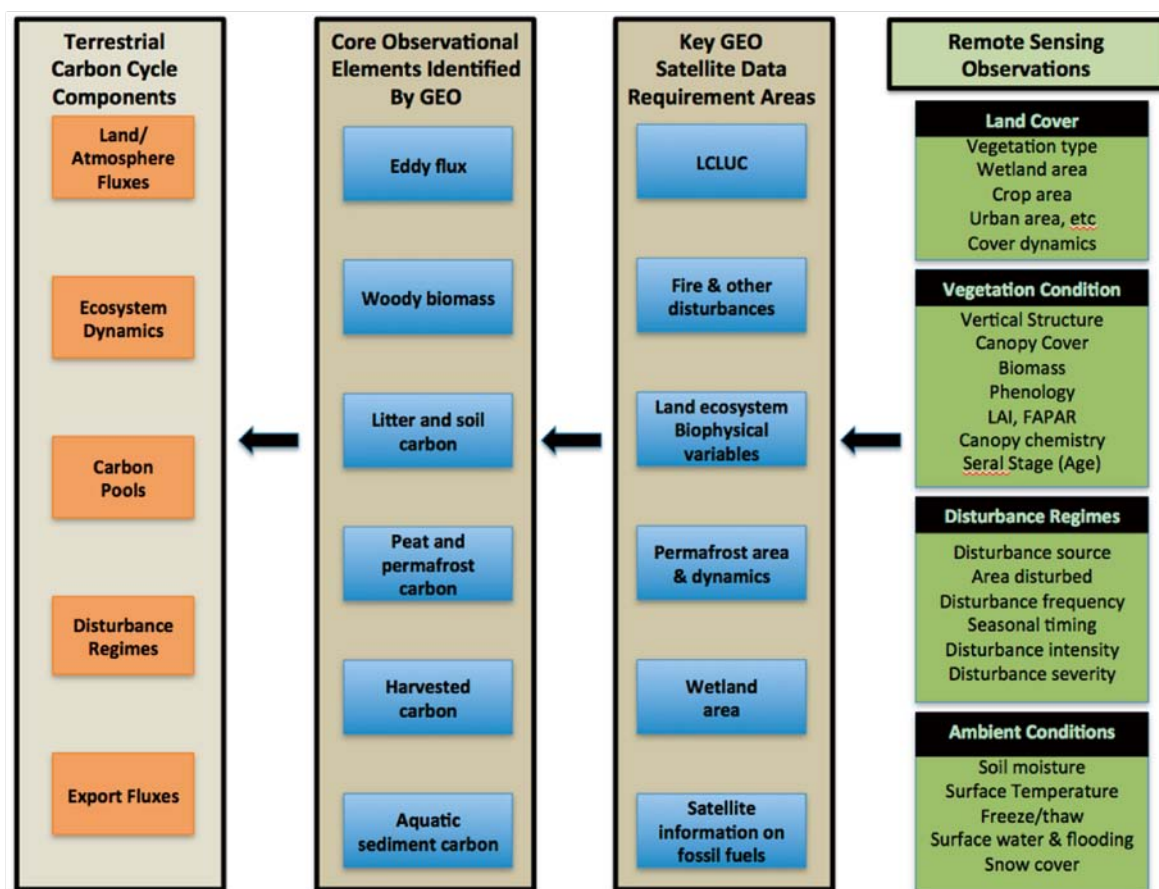 Terrestrial
Carbon Cycle
Components
Land/
Atmosphere
Fluxes
Ecosystem
Dynamics
Carbon
Pools
Disturbance
Regimes
Export Fluxes
Core Observational
Elements Identified
By GEO
Eddy flux
Woody biomass
Litter and soil
carbon
Peat and
permafrost
carbon
Harvested
carbon
Aquatic
sediment carbon
Key GEO
Satellite Data
Requirement Areas
LCLUC
Fire & other
disturbances
Land ecosystem
Biophysical
variables
Permafrost area
& dynamics
Wetland
area
Satellite
information on
fossil fuels
Remote Sensing
Observations
Land Cover
Vegetation type
Wetland area
Crop area
Urban area, etc
Cover dynamics
Vegetation Condition
Vertical Structure
Canopy Cover
Biomass
Phenology
LAI, FAPAR
Canopy chemistry
Seral Stage (Age)
Disturbance Regimes
Disturbance source
Area disturbed
Disturbance frequency
Seasonal timing
Disturbance intensity
Disturbance severity
Ambient Conditions
Soil moisture
Surface Temperature
Freeze/thaw
Surface water & flooding
Snow cover